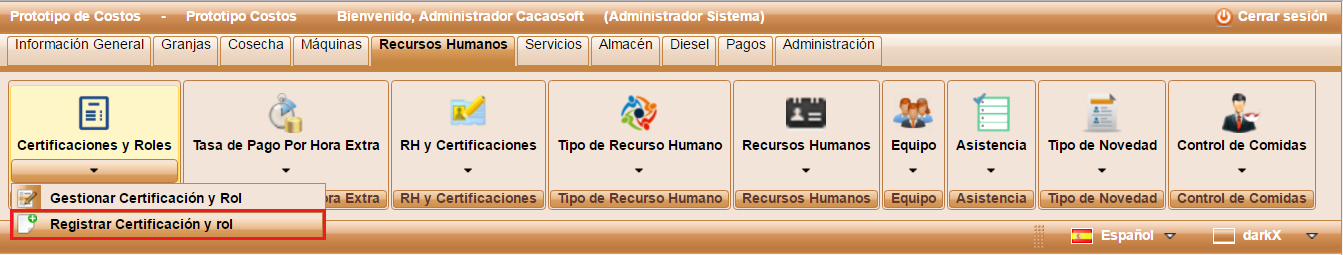 Prototipo de Costos - Prototipo Costos Bienvenido, Administrador Cacaosoft (Administrador Sistema) Cerrar sesión
Información General Granjas Cosecha Máquinas Recursos Humanos Servicios Almacén Diesel Pagos Administración
Certificaciones y Roles Tasa de Pago Por Hora Extra RH y Certificaciones Tipo de Recurso Humano Recursos Humanos Equipo Asistencia Tipo de Novedad Control de Comidas
Gestionar Certificación y Rol ora Extra RH y Certificaciones Tipo de Recurso Humano Recursos Humanos Equipo Asistencia Tipo de Novedad Control de Comidas
Registrar Certificación y rol
Español darkX